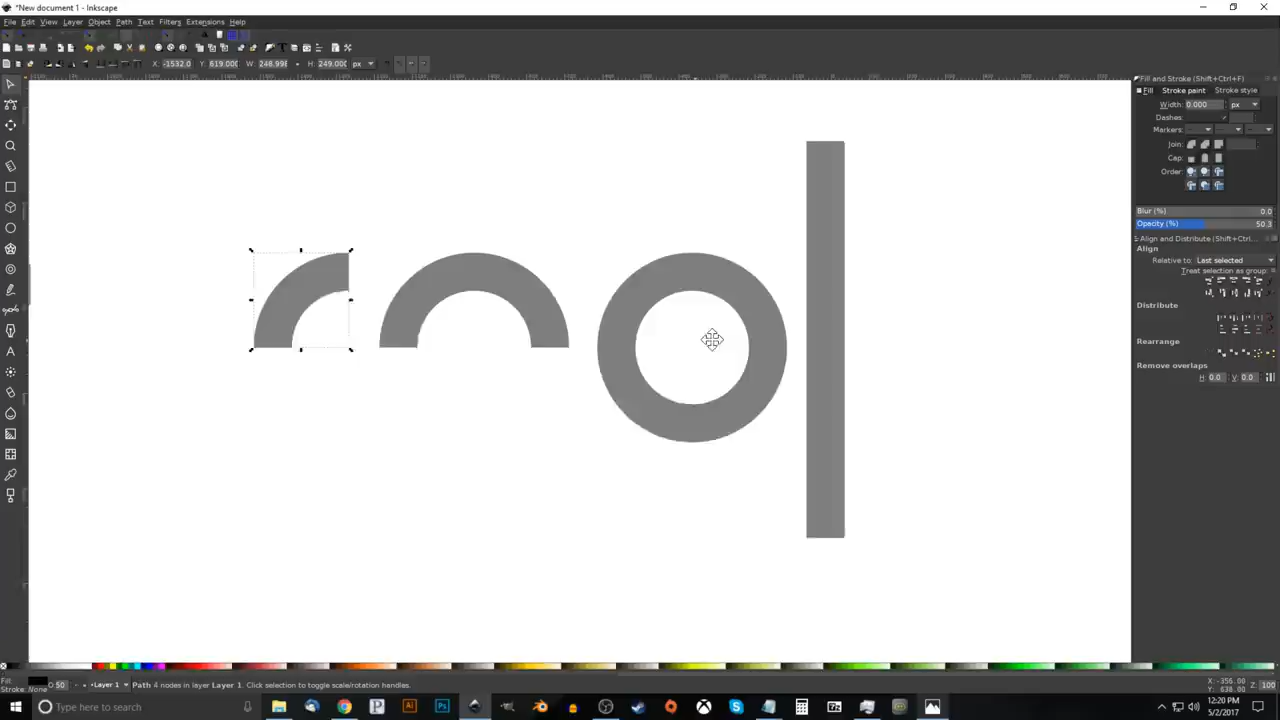 *New document 1 - Inkscape
File Edit View Layer Object Path Text Filters Extensions Help
X: -1532.0 Y: 619.000 W: 248.998 H: 249.000 px
Fill and Stroke (Shift+Ctrl+F)
Fill Stroke paint Stroke style
Width: 0.000 px
Dashes:
Markers:
Join:
Cap:
Order:
Blur (%) 0.0
Opacity (%) 50.3
Align and Distribute (Shift+Ctrl...
Align
Relative to: Last selected
Treat selection as group:
Distribute
Rearrange
Remove overlaps
H: 0.0 V: 0.0
Fill:
Stroke: None
O: 50
Layer 1
Path 4 nodes in layer Layer 1. Click selection to toggle scale/rotation handles.
X: -356.00
Y: 638.00
Z: 100
Type here to search
12:20 PM
5/2/2017